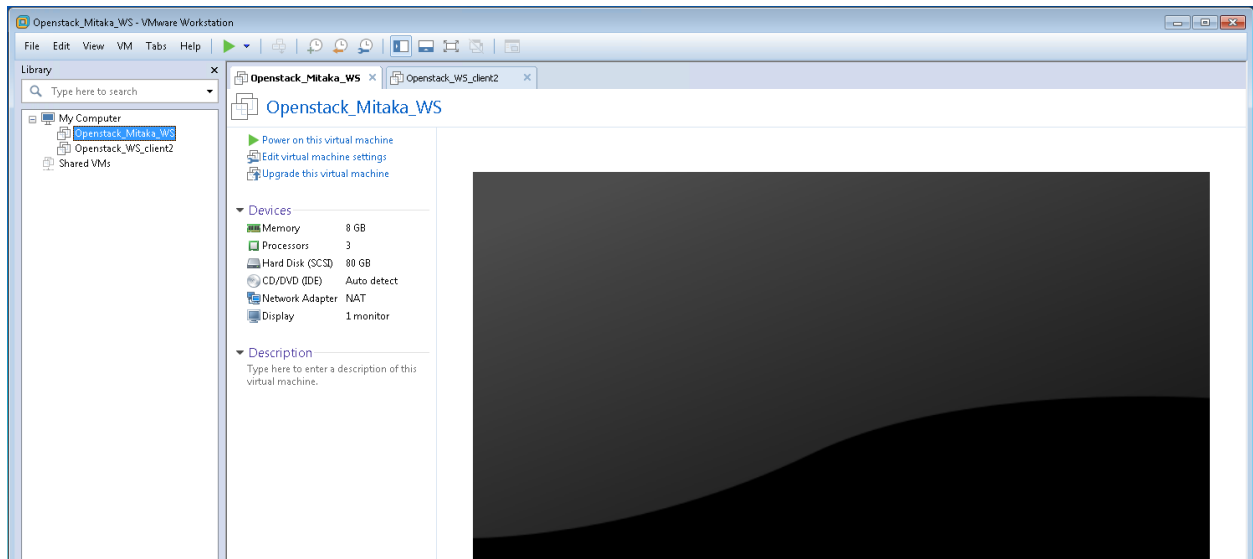 Openstack_Mitaka_WS - VMware Workstation
File Edit View VM Tabs Help
Library
Type here to search
My Computer
Openstack_Mitaka_WS
Openstack_WS_client2
Shared VMs
Openstack_Mitaka_WS Openstack_WS_client2
Openstack_Mitaka_WS
Power on this virtual machine
Edit virtual machine settings
Upgrade this virtual machine
Devices
Memory 8 GB
Processors 3
Hard Disk (SCSI) 80 GB
CD/DVD (IDE) Auto detect
Network Adapter NAT
Display 1 monitor
Description
Type here to enter a description of this
virtual machine.